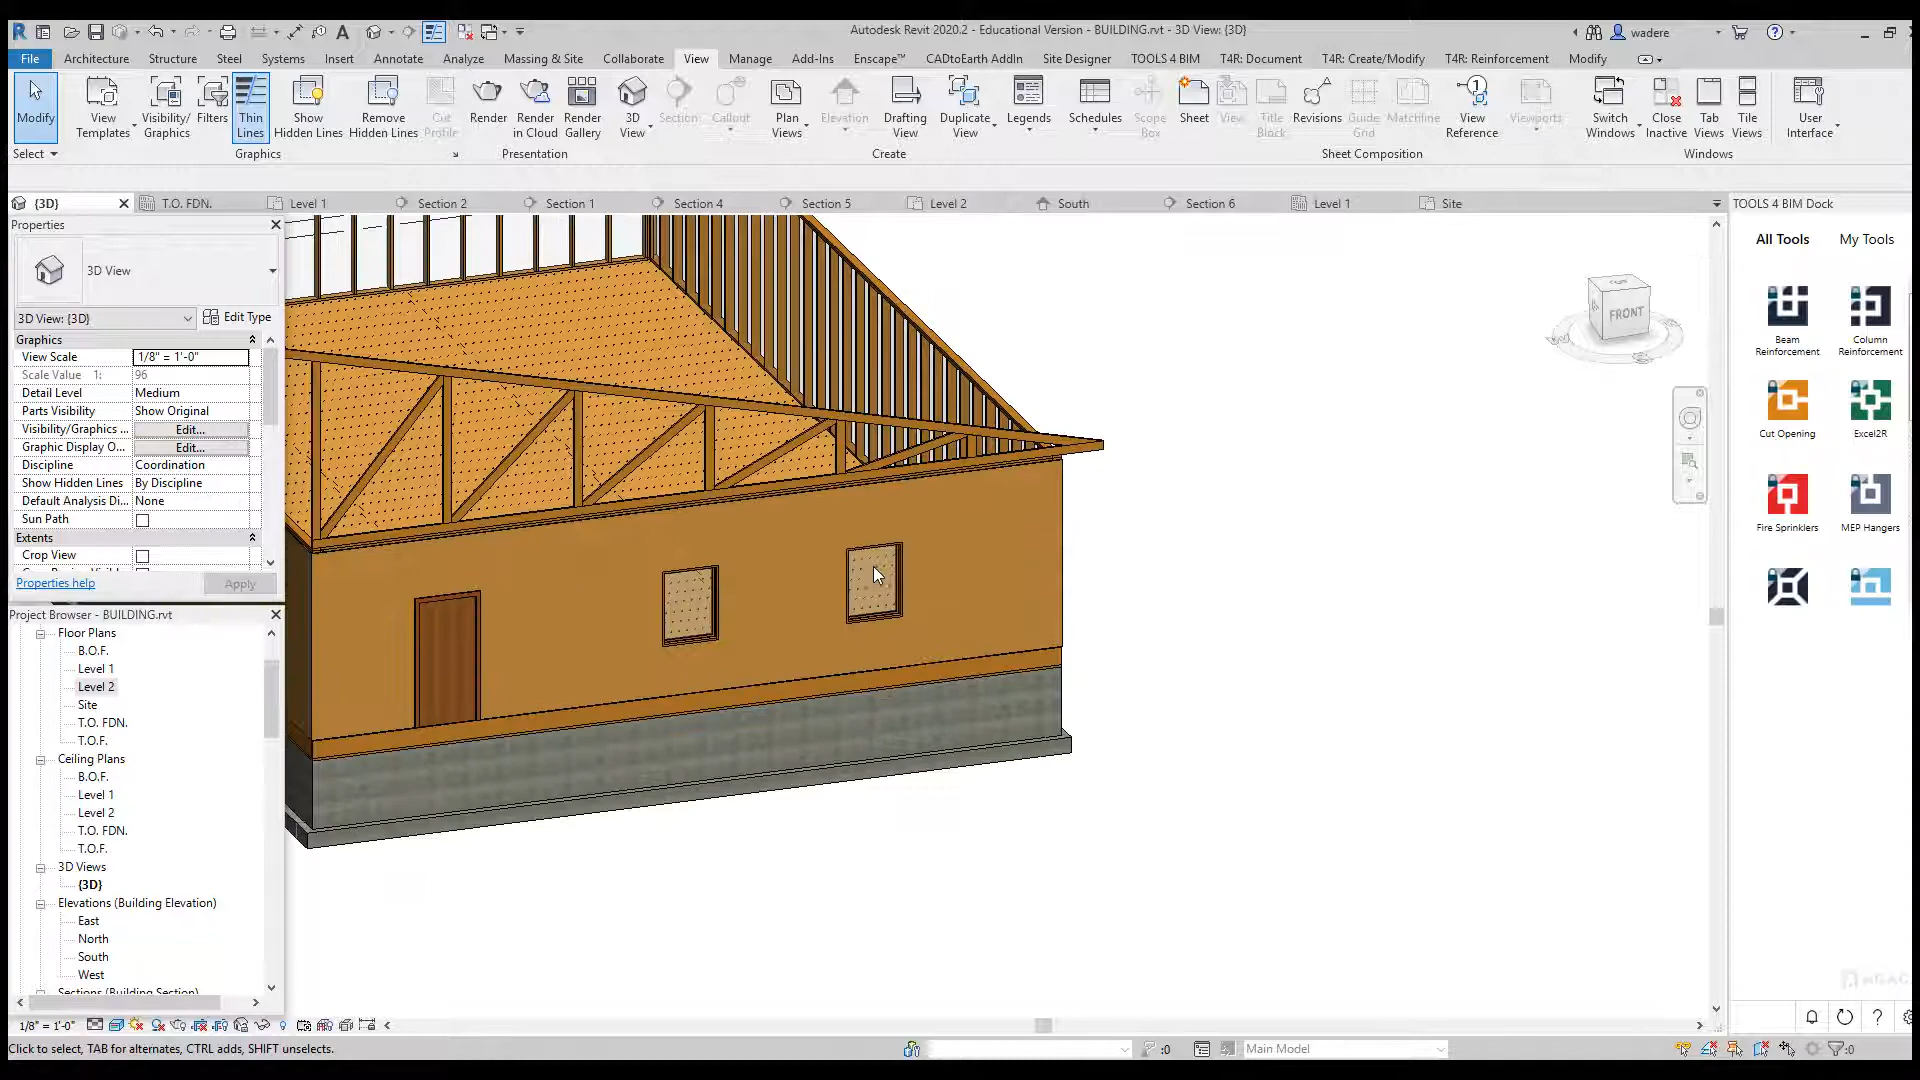 Autodesk Revit 2020.2 - Educational Version - BUILDING.rvt - 3D View: {3D}
wadere
File Architecture Structure Steel Systems Insert Annotate Analyze Massing & Site Collaborate View Manage Add-Ins Enscape™ CADtoEarth AddIn Site Designer TOOLS 4 BIM T4R: Document T4R: Create/Modify T4R: Reinforcement Modify
Modify
View Templates
Visibility/ Graphics
Filters
Thin Lines
Show Hidden Lines
Remove Hidden Lines
Cut Profile
Render
Render in Cloud
Render Gallery
3D View
Section
Callout
Plan Views
Elevation
Drafting View
Duplicate View
Legends
Schedules
Scope Box
Sheet
View
Title Block
Revisions
Guide Grid
Matchline
View Reference
Viewports
Switch Windows
Close Inactive
Tab Views
Tile Views
User Interface
Select Graphics Presentation Create Sheet Composition Windows
{3D} T.O. FDN. Level 1 Section 2 Section 1 Section 4 Section 5 Level 2 South Section 6 Level 1 Site
TOOLS 4 BIM Dock
Properties
3D View
3D View: {3D} Edit Type
Graphics
View Scale 1/8" = 1'-0"
Scale Value 1: 96
Detail Level Medium
Parts Visibility Show Original
Visibility/Graphics ... Edit...
Graphic Display O... Edit...
Discipline Coordination
Show Hidden Lines By Discipline
Default Analysis Di... None
Sun Path
Extents
Crop View
Properties help Apply
Project Browser - BUILDING.rvt
Floor Plans
B.O.F.
Level 1
Level 2
Site
T.O. FDN.
T.O.F.
Ceiling Plans
B.O.F.
Level 1
Level 2
T.O. FDN.
T.O.F.
3D Views
{3D}
Elevations (Building Elevation)
East
North
South
West
Sections (Building Section)
FRONT
All Tools My Tools
Beam Reinforcement
Column Reinforcement
Cut Opening
Excel2R
Fire Sprinklers
MEP Hangers
1/8" = 1'-0"
Click to select, TAB for alternates, CTRL adds, SHIFT unselects.
:0
Main Model
:0